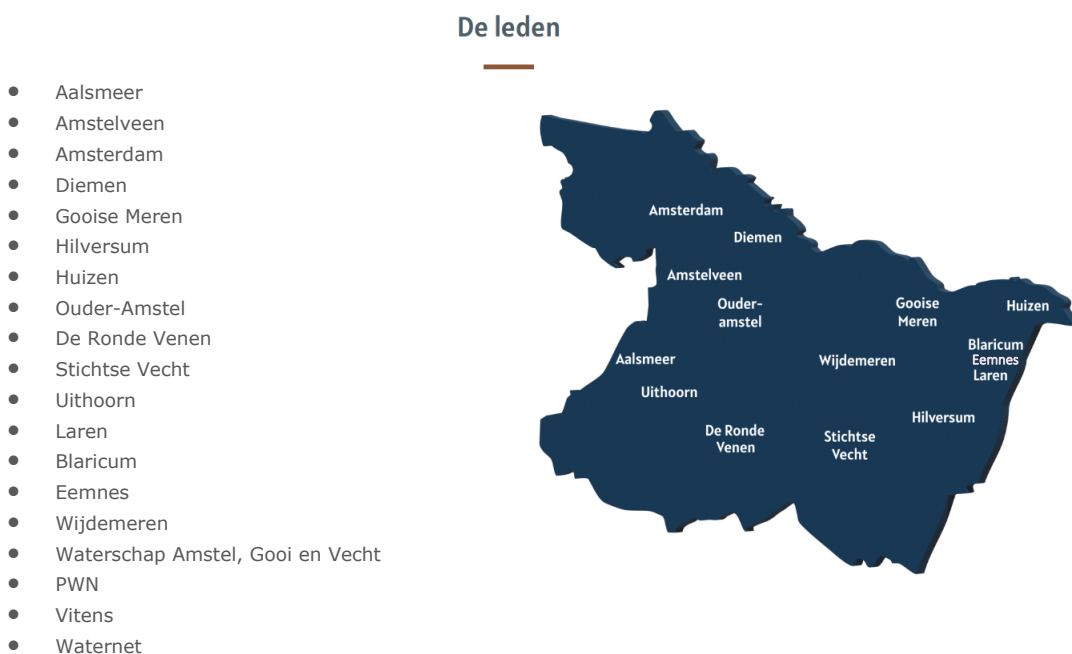 De leden
Aalsmeer
Amstelveen
Amsterdam
Diemen
Gooise Meren
Hilversum
Huizen
Ouder-Amstel
De Ronde Venen
Stichtse Vecht
Uithoorn
Laren
Blaricum
Eemnes
Wijdemeren
Waterschap Amstel, Gooi en Vecht
PWN
Vitens
Waternet
Amsterdam
Diemen
Amstelveen
Ouder-
amstel
Gooise
Meren
Huizen
Aalsmeer
Wijdemeren
Blaricum
Eemnes
Laren
Uithoorn
Hilversum
De Ronde
Venen
Stichtse
Vecht